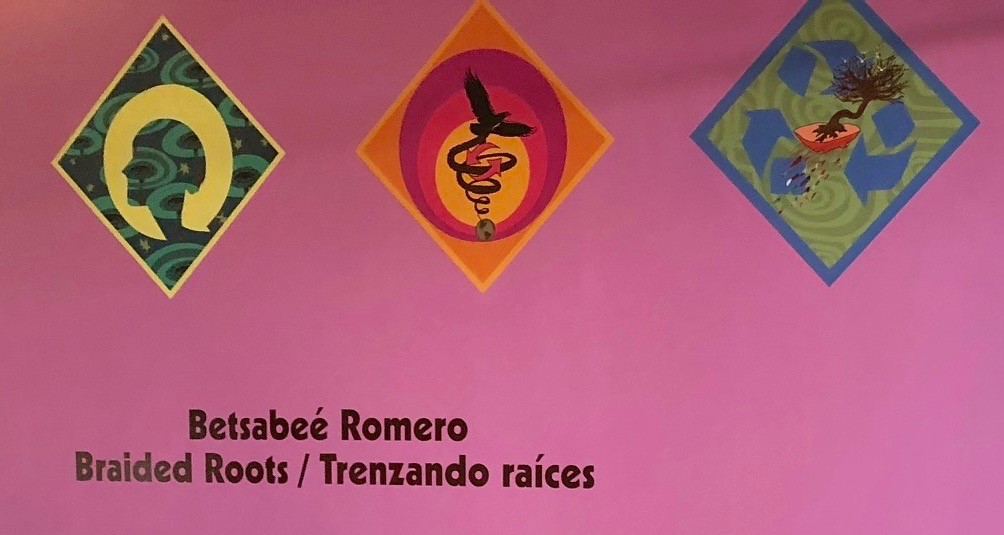 Betsabeé Romero
Braided Roots / Trenzando raíces